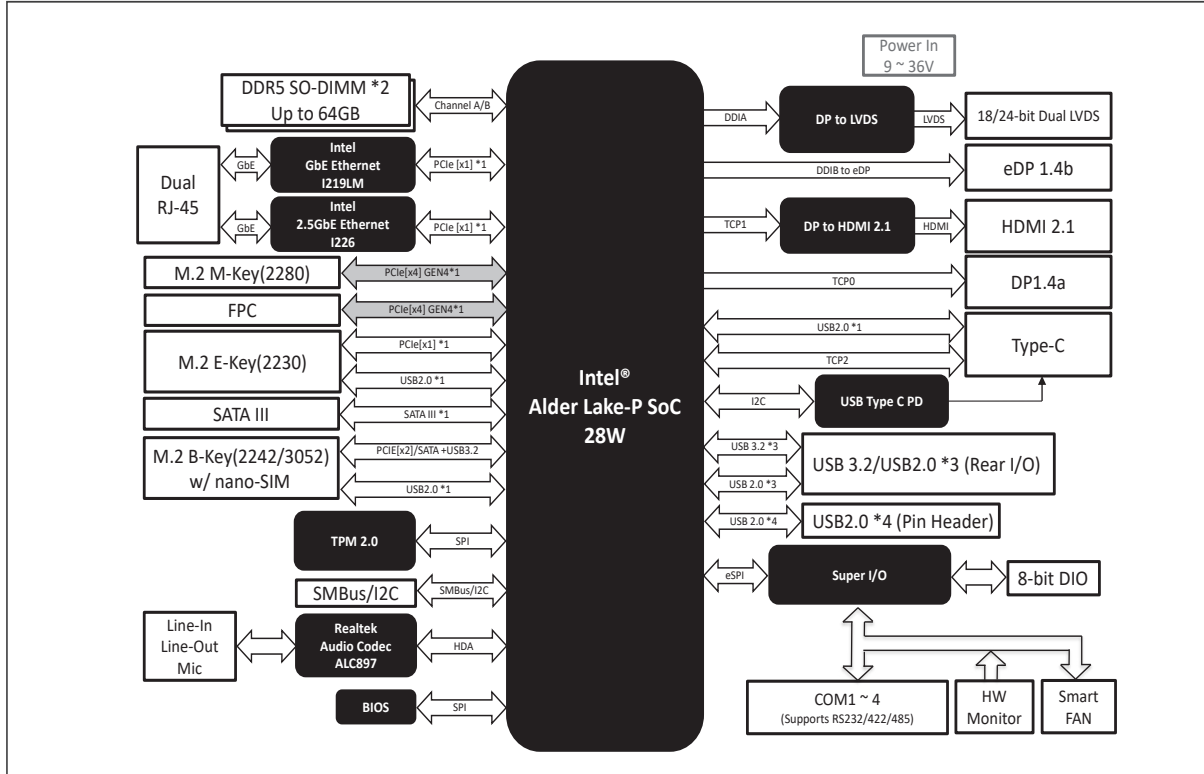 Power In
9 ~ 36V
DDR5 SO-DIMM *2
Up to 64GB
Channel A/B
Dual
RJ-45
GbE
Intel
GbE Ethernet
I219LM
PCIe [x1] *1
GbE
Intel
2.5GbE Ethernet
I226
PCIe [x1] *1
M.2 M-Key(2280)
PCIe[x4] GEN4*1
FPC
PCIe[x4] GEN4*1
M.2 E-Key(2230)
PCIe[x1] *1
USB2.0 *1
SATA III
SATA III *1
M.2 B-Key(2242/3052)
w/ nano-SIM
PCIE[x2]/SATA +USB3.2
USB2.0 *1
TPM 2.0
SPI
SMBus/I2C
SMBus/I2C
Line-In
Line-Out
Mic
Realtek
Audio Codec
ALC897
HDA
BIOS
SPI
Intel®
Alder Lake-P SoC
28W
DDIA
DP to LVDS
LVDS
18/24-bit Dual LVDS
DDIB to eDP
eDP 1.4b
TCP1
DP to HDMI 2.1
HDMI
HDMI 2.1
TCP0
DP1.4a
USB2.0 *1
TCP2
Type-C
I2C
USB Type C PD
USB 3.2 *3
USB 2.0 *3
USB 3.2/USB2.0 *3 (Rear I/O)
USB 2.0 *4
USB2.0 *4 (Pin Header)
eSPI
Super I/O
8-bit DIO
COM1 ~ 4
(Supports RS232/422/485)
HW
Monitor
Smart
FAN